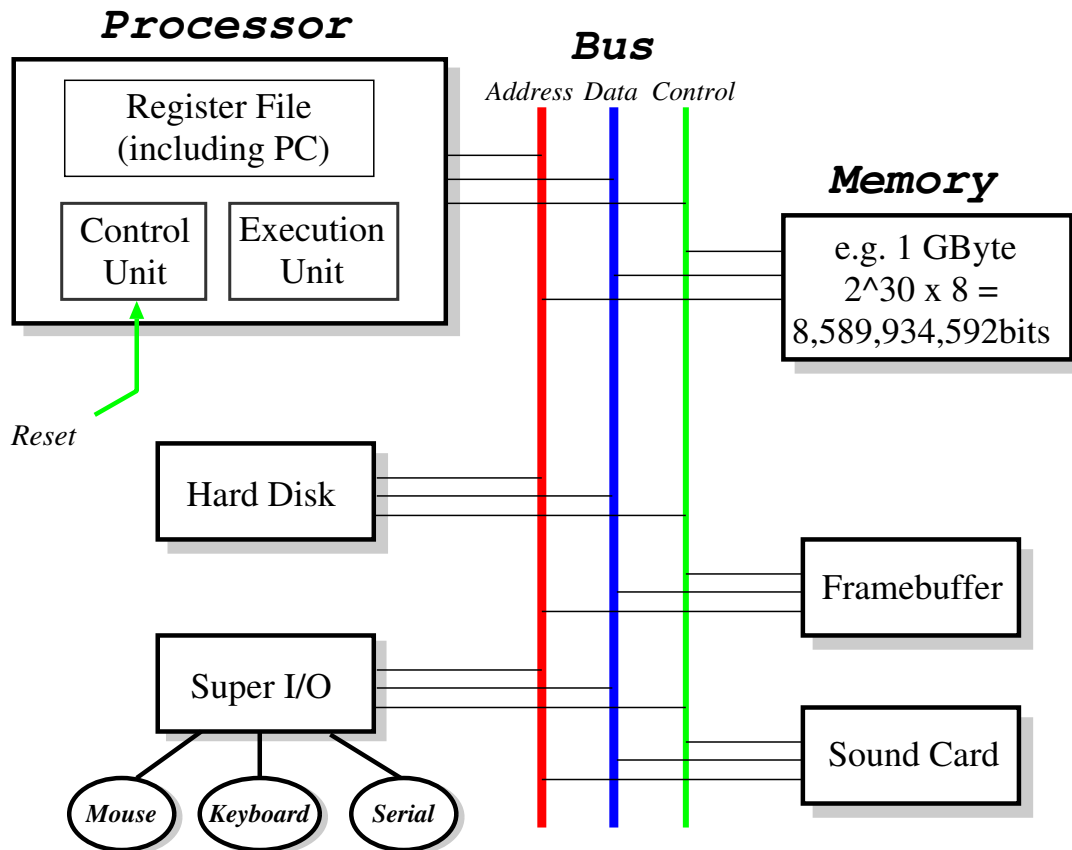 Processor
Bus
Address Data Control
Register File
(including PC)
Control
Unit
Execution
Unit
Memory
e.g. 1 GByte
2^30 x 8 =
8,589,934,592bits
Reset
Hard Disk
Framebuffer
Super I/O
Sound Card
Mouse
Keyboard
Serial